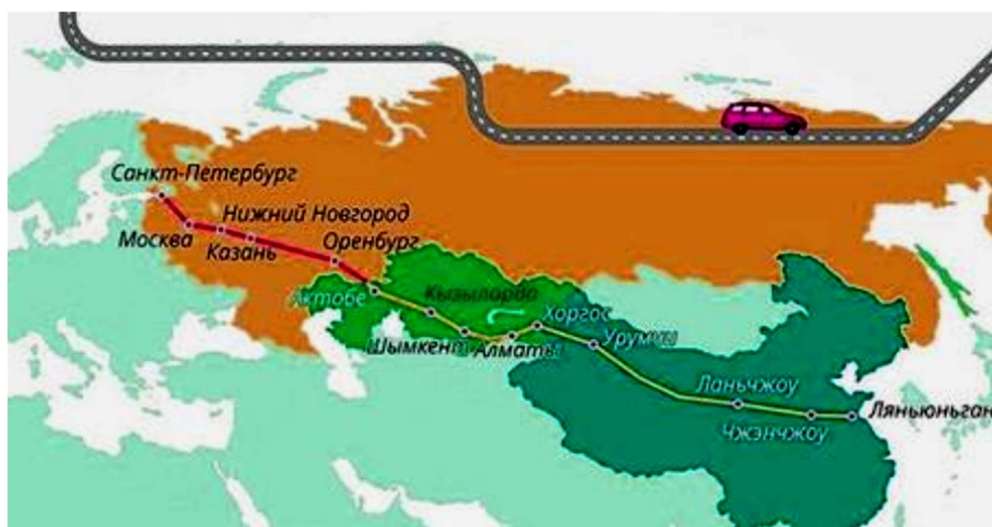 Санкт-Петербург
Нижний Новгород
Москва
Казань
Оренбург
Актобе
Кызылорда
Хоргос
Шымкент
Алматы
Урумчи
Ланьчжоу
Ляньюньган
Чжэнчжоу